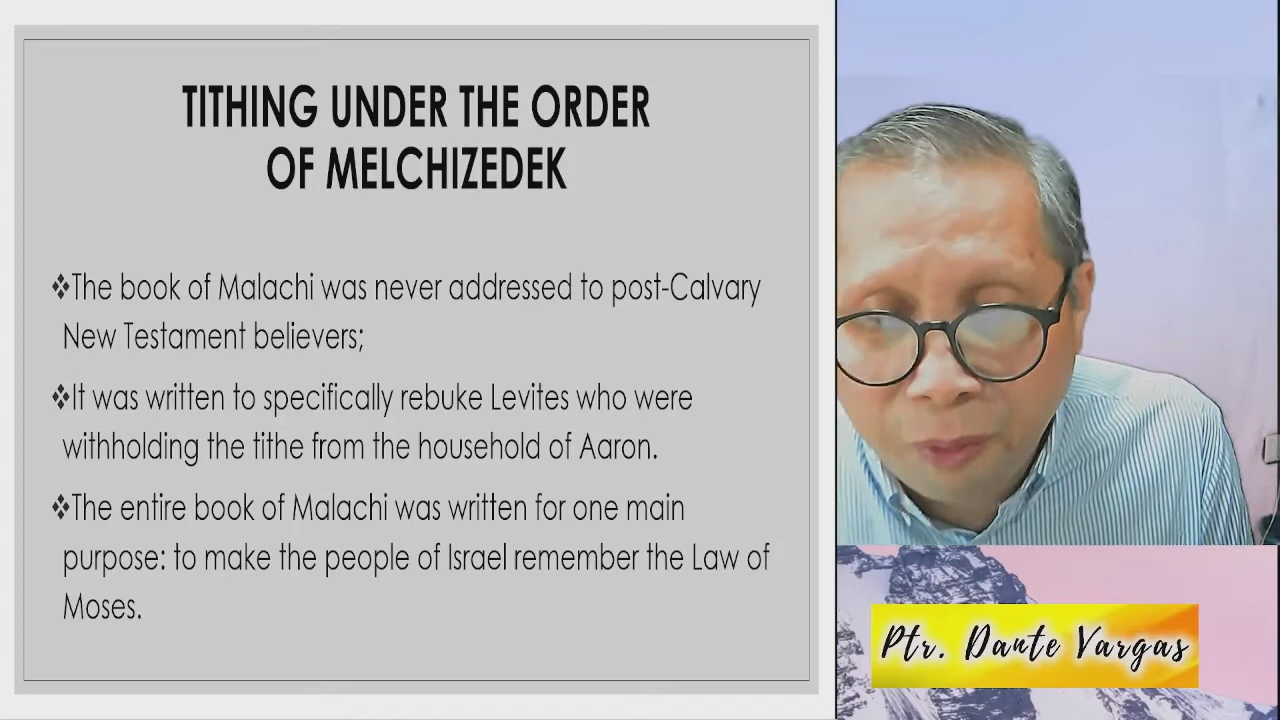 TITHING UNDER THE ORDER
OF MELCHIZEDEK
❖The book of Malachi was never addressed to post-Calvary
New Testament believers;
❖It was written to specifically rebuke Levites who were
withholding the tithe from the household of Aaron.
❖The entire book of Malachi was written for one main
purpose: to make the people of Israel remember the Law of
Moses.
Ptr. Dante Vargas